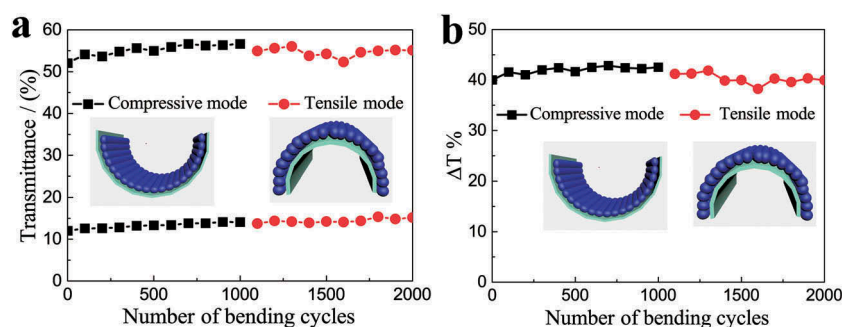 a
Transmittance / (%)
60
50
40
30
20
10
0
Compressive mode
Tensile mode
0
500
1000
1500
2000
Number of bending cycles
b
ΔT %
50
40
30
20
10
0
Compressive mode
Tensile mode
0
500
1000
1500
2000
Number of bending cycles